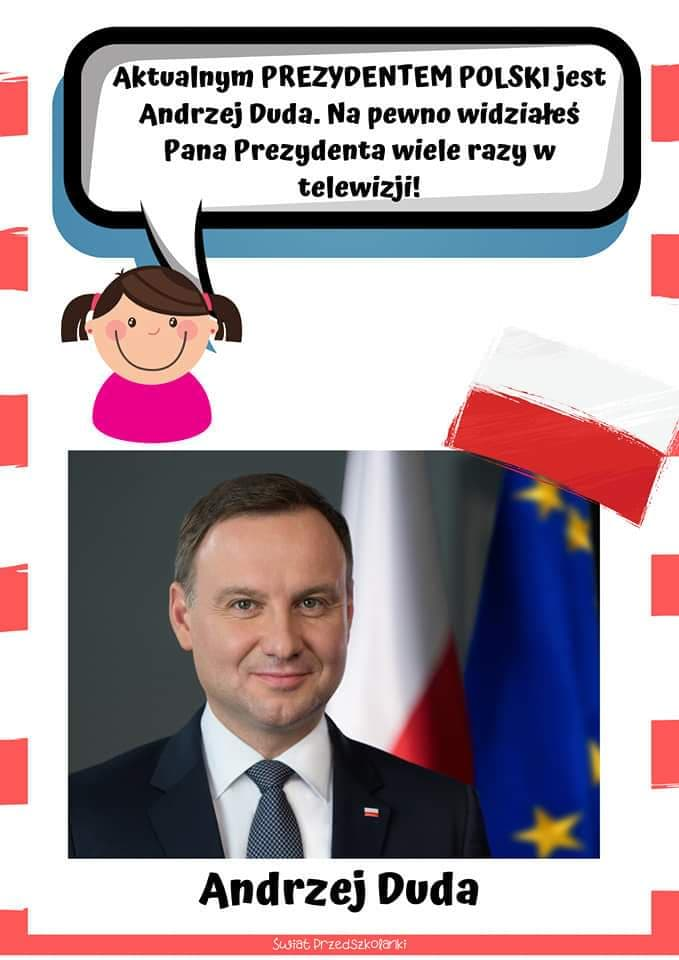 Aktualnym PREZYDENTEM POLSKI jest
Andrzej Duda. Na pewno widziałeś
Pana Prezydenta wiele razy w
telewizji!
Andrzej Duda
Świat Przedszkolanki